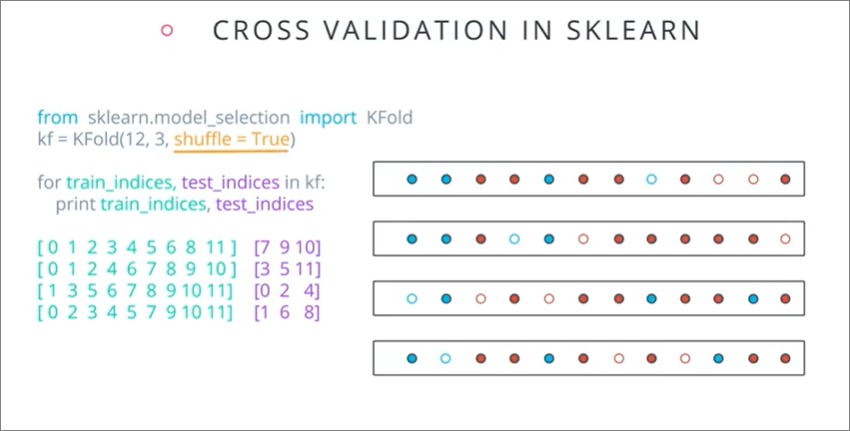 CROSS VALIDATION IN SKLEARN
from sklearn.model_selection import KFold
kf = KFold(12, 3, shuffle = True)
for train_indices, test_indices in kf:
print train_indices, test_indices
[ 0 1 2 3 4 5 6 8 11 ] [7 9 10]
[ 0 1 2 4 6 7 8 9 10 ] [3 5 11]
[ 1 3 5 6 7 8 9 10 11] [0 2 4]
[ 0 2 3 4 5 7 9 10 11] [1 6 8]